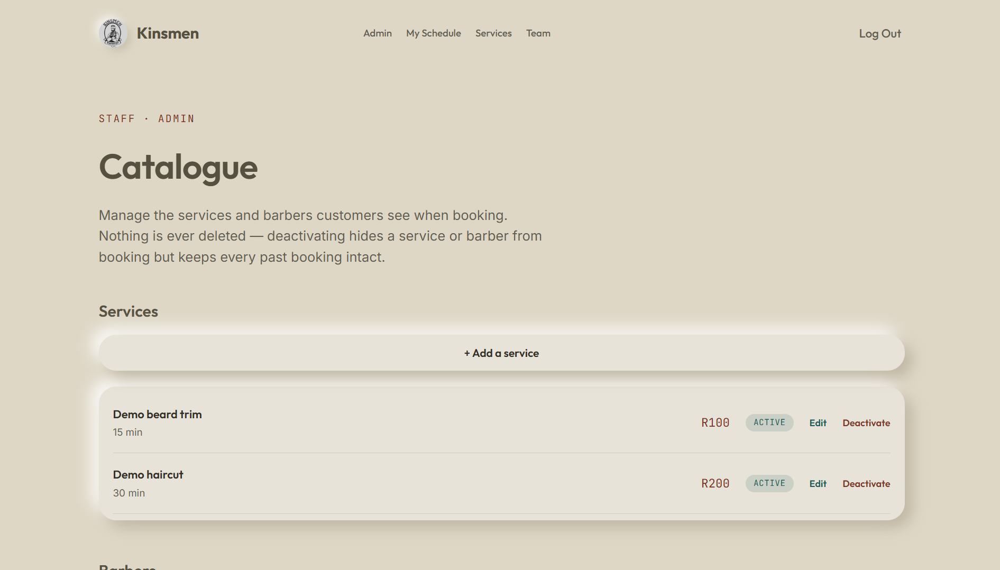 KINSMEN
BARBERS
Kinsmen
Admin
My Schedule
Services
Team
Log Out
STAFF · ADMIN
Catalogue
Manage the services and barbers customers see when booking.
Nothing is ever deleted — deactivating hides a service or barber from
booking but keeps every past booking intact.
Services
+ Add a service
Demo beard trim
15 min
R100
ACTIVE
Edit
Deactivate
Demo haircut
30 min
R200
ACTIVE
Edit
Deactivate
Barbers